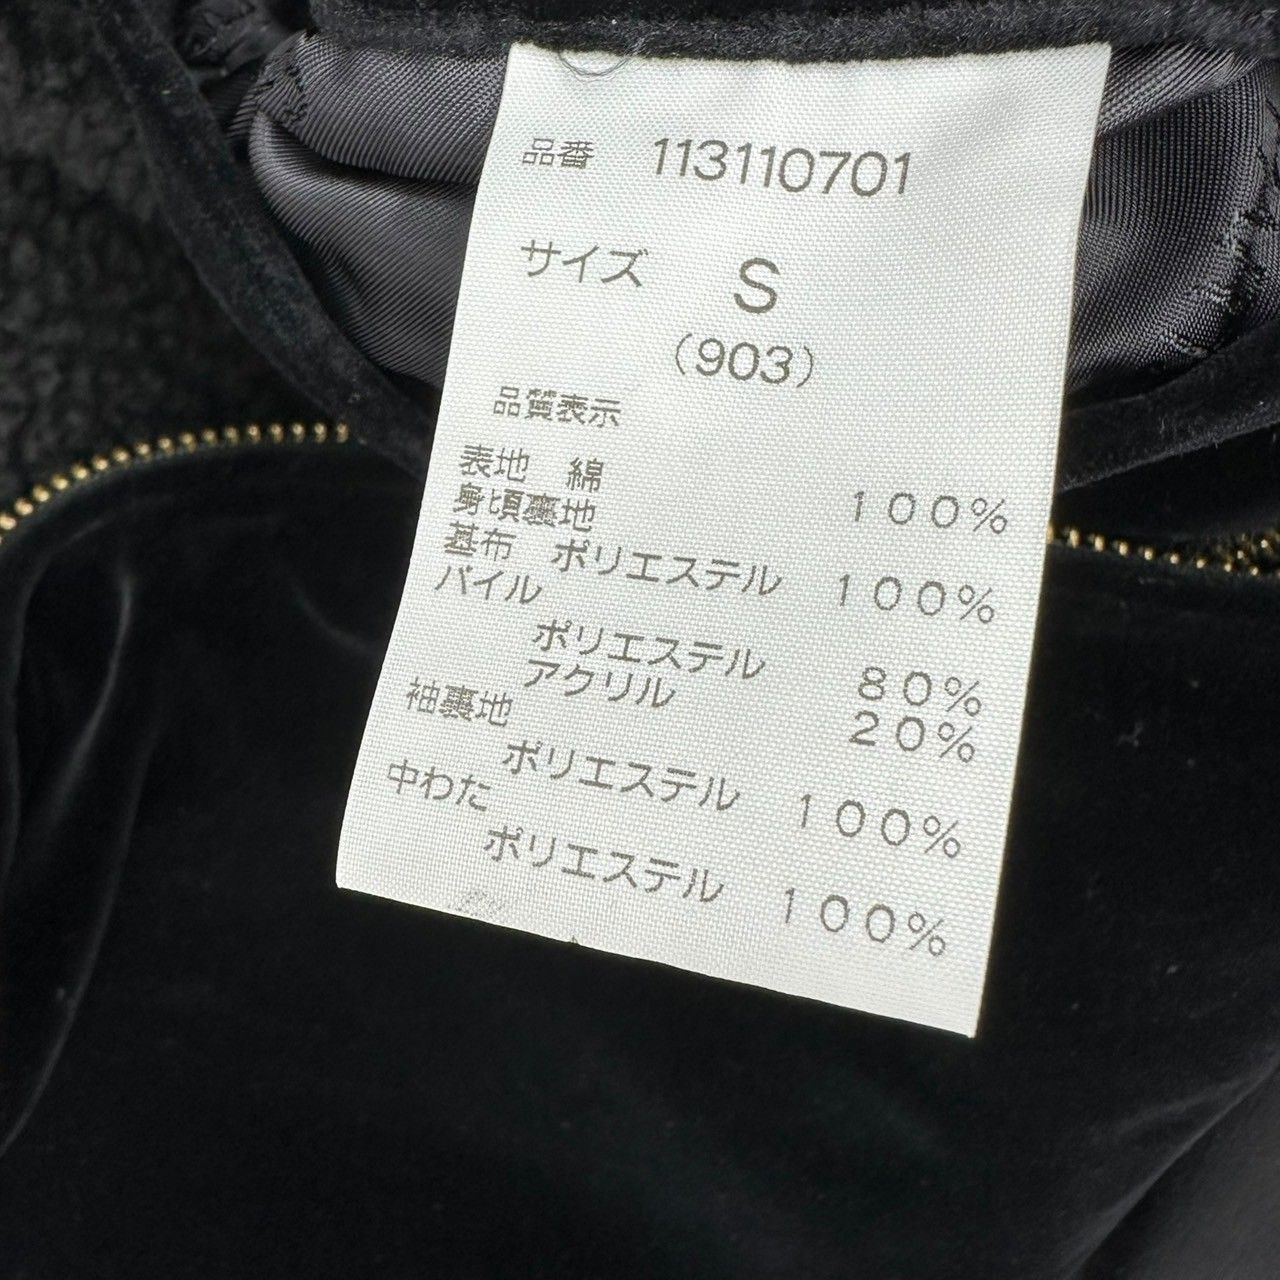 品番 113110701
サイズ S
(903)
品質表示
表地 綿 100%
身頃裏地
基布 ポリエステル 100%
パイル
ポリエステル 80%
アクリル 20%
袖裏地
ポリエステル 100%
中わた
ポリエステル 100%